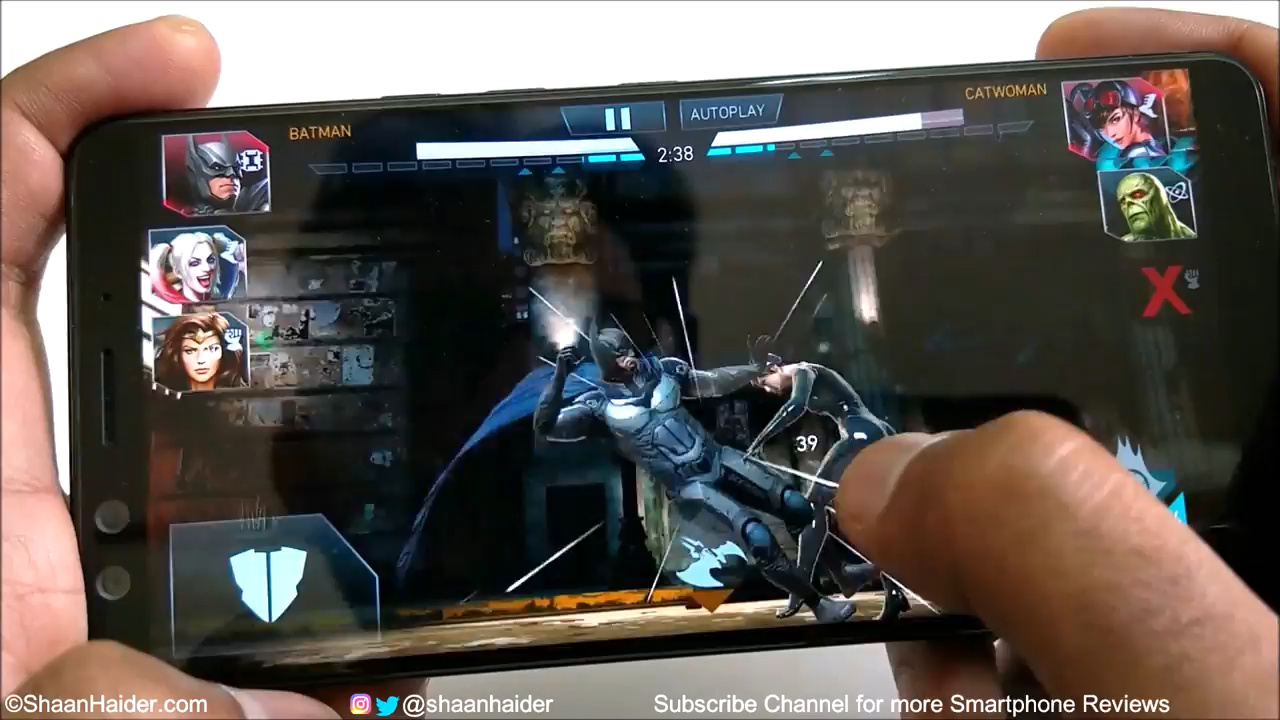 BATMAN
AUTOPLAY
CATWOMAN
2:38
39
©ShaanHaider.com
@shaanhaider
Subscribe Channel for more Smartphone Reviews